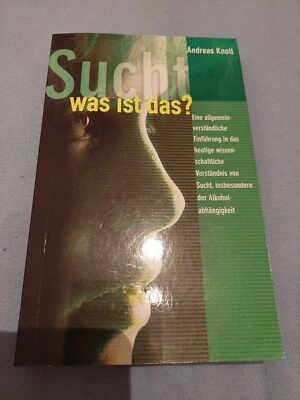 Andreas Knoll
Sucht
was ist das?
Eine allgemein-
verständliche
Einführung in das
heutige wissen-
schaftliche
Verständnis von
Sucht, insbesondere
der Alkohol-
abhängigkeit